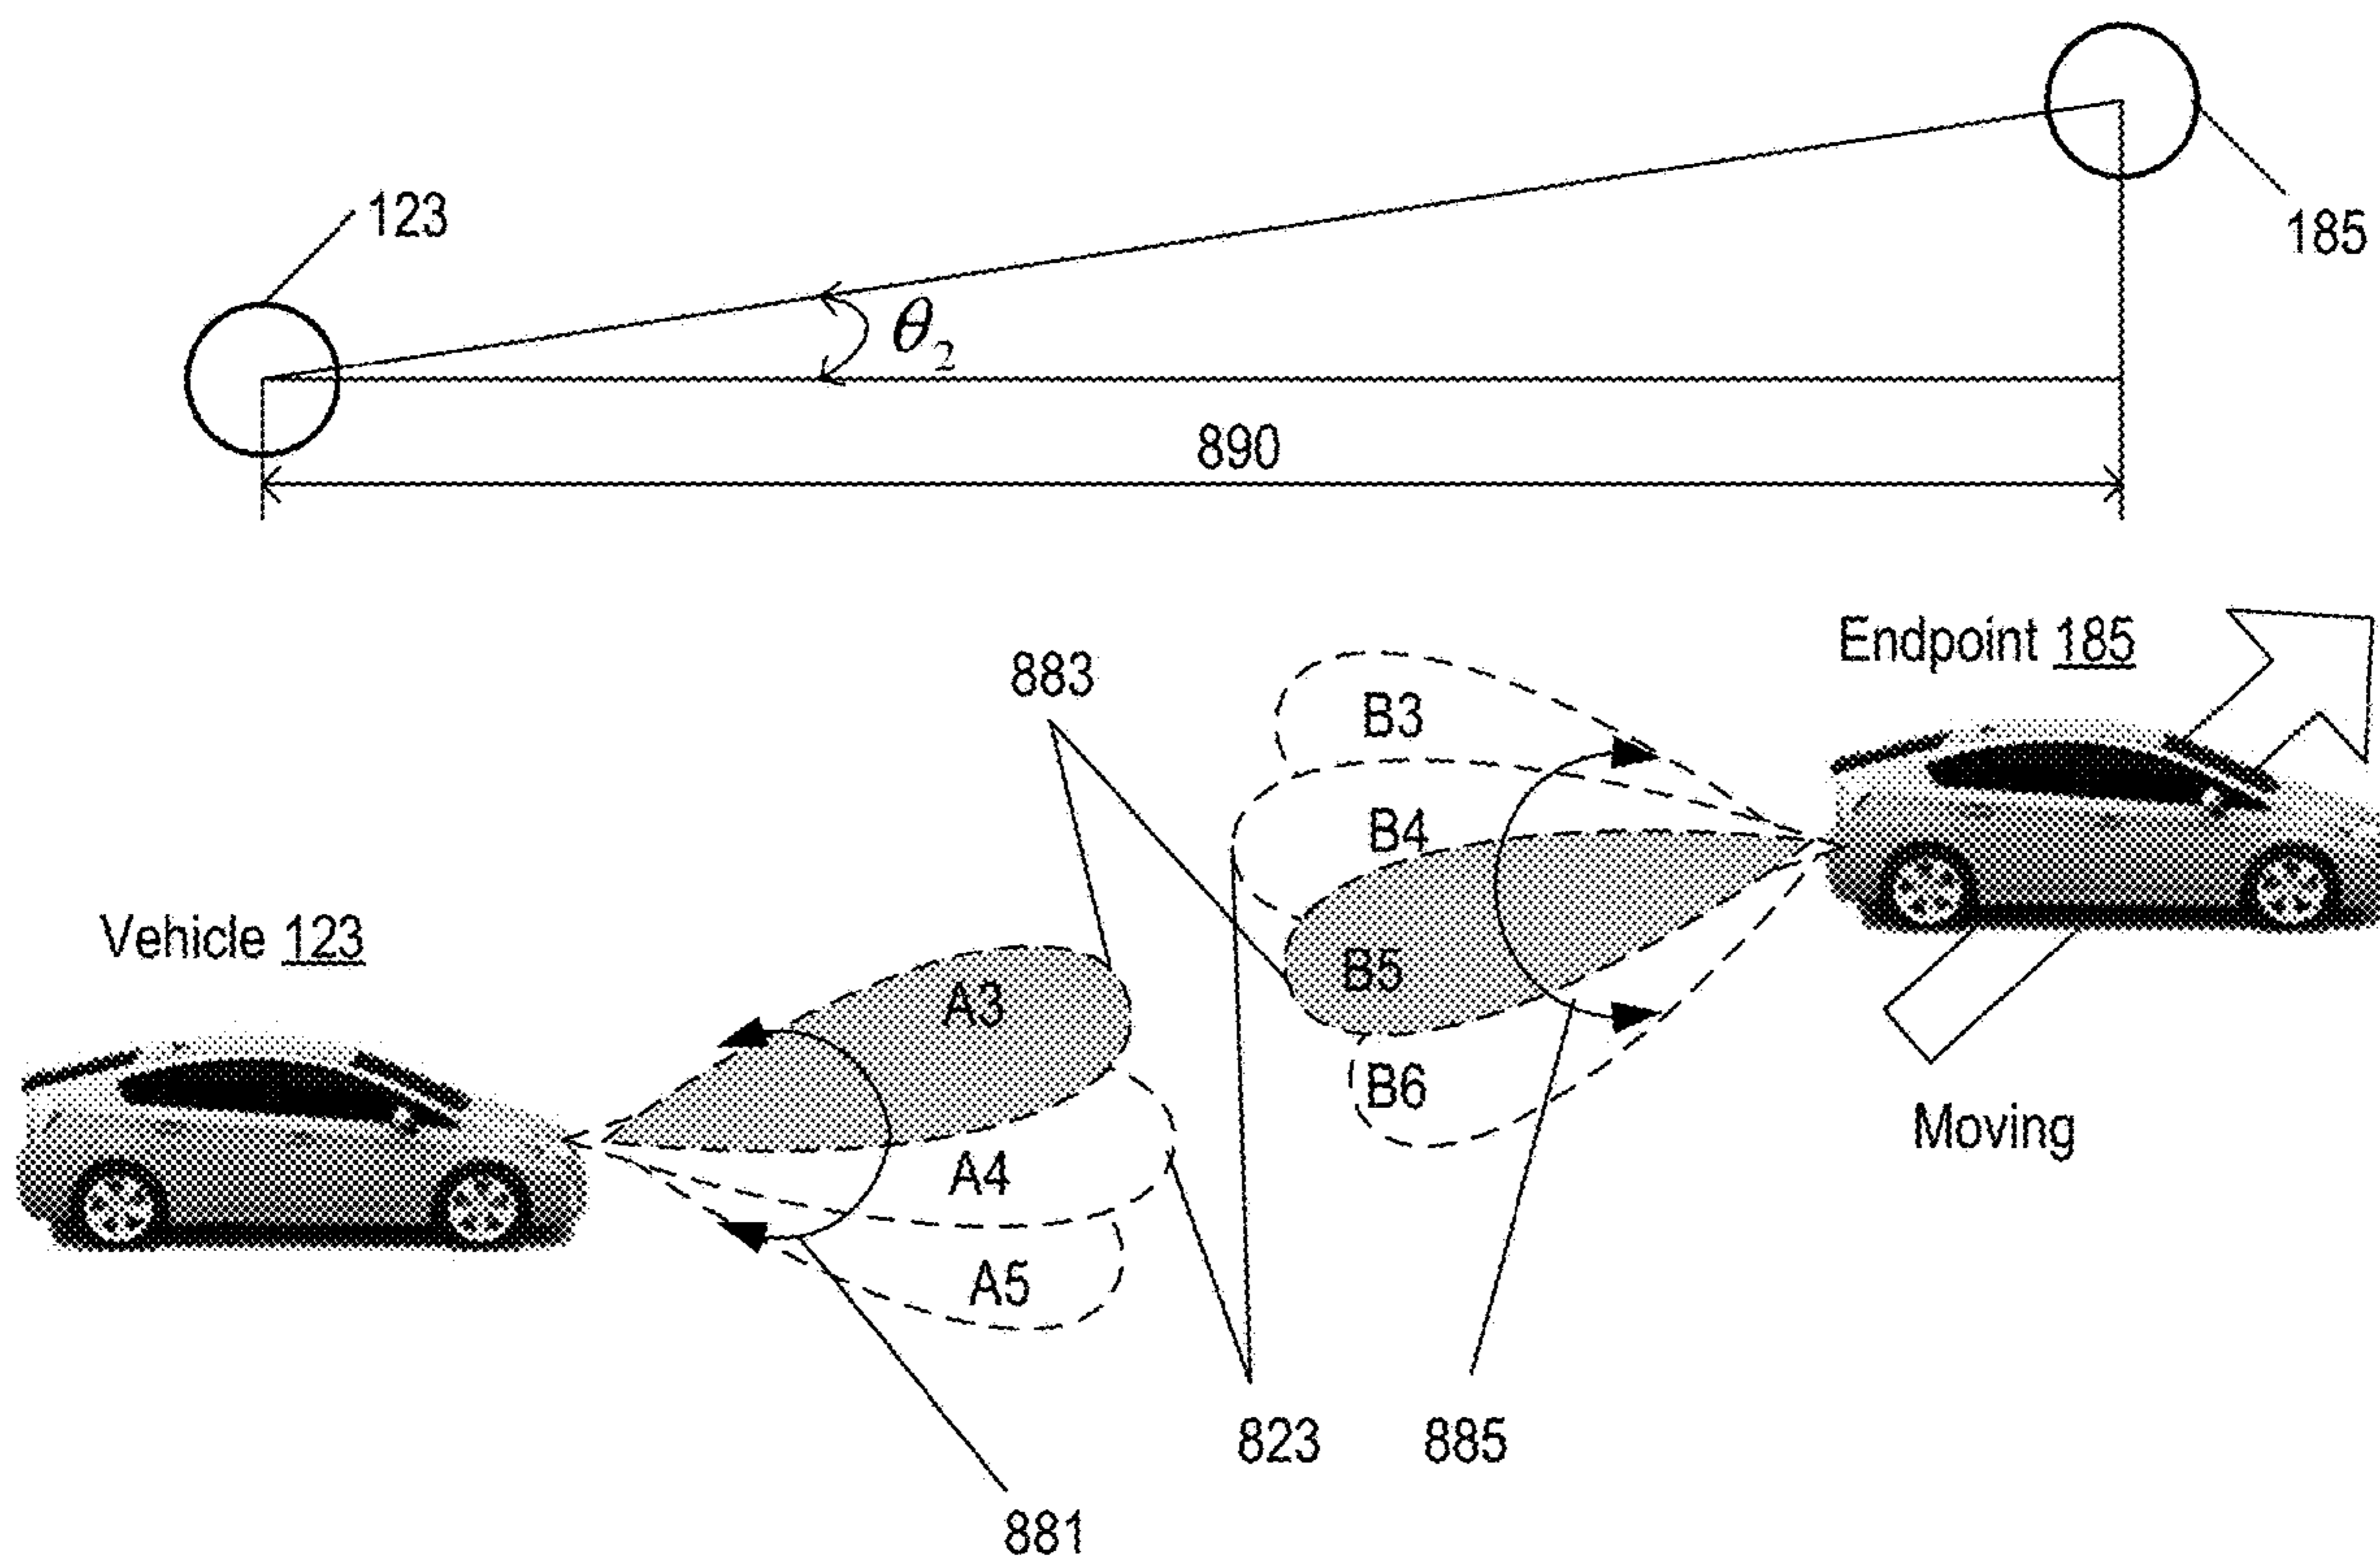 123
185
θ₂
890
Endpoint 185
883
B3
B4
Vehicle 123
B5
A3
B6
Moving
A4
A5
823 885
881